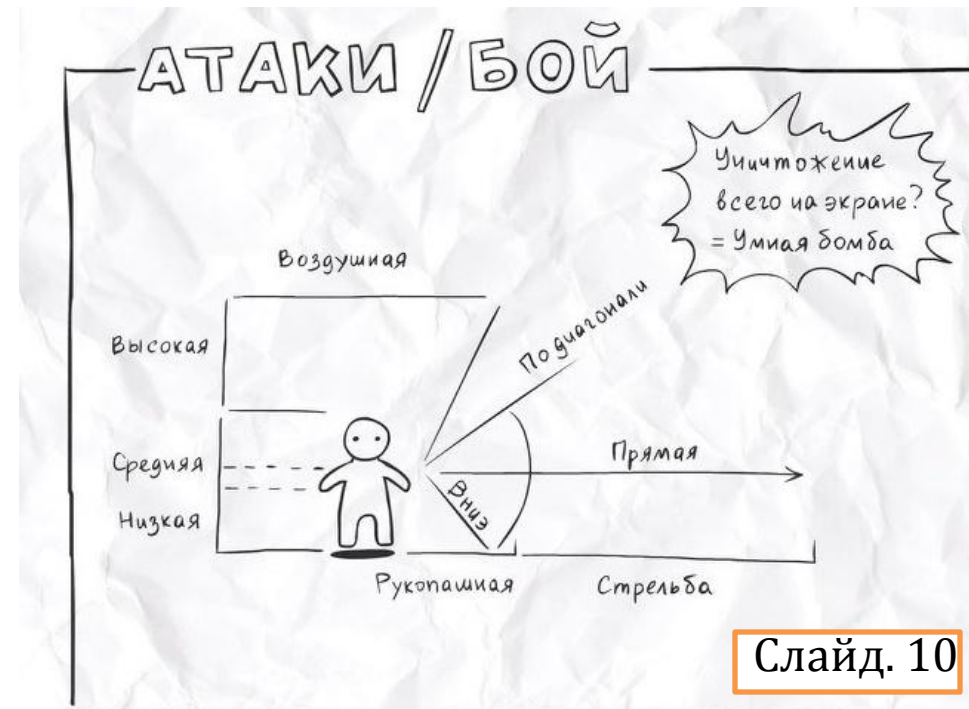 АТАКИ / БОЙ
Уничтожение
всего на экране?
= Умная бомба
Воздушная
По диагонали
Высокая
Средняя
Прямая
Вниз
Низкая
Рукопашная
Стрельба
Слайд. 10